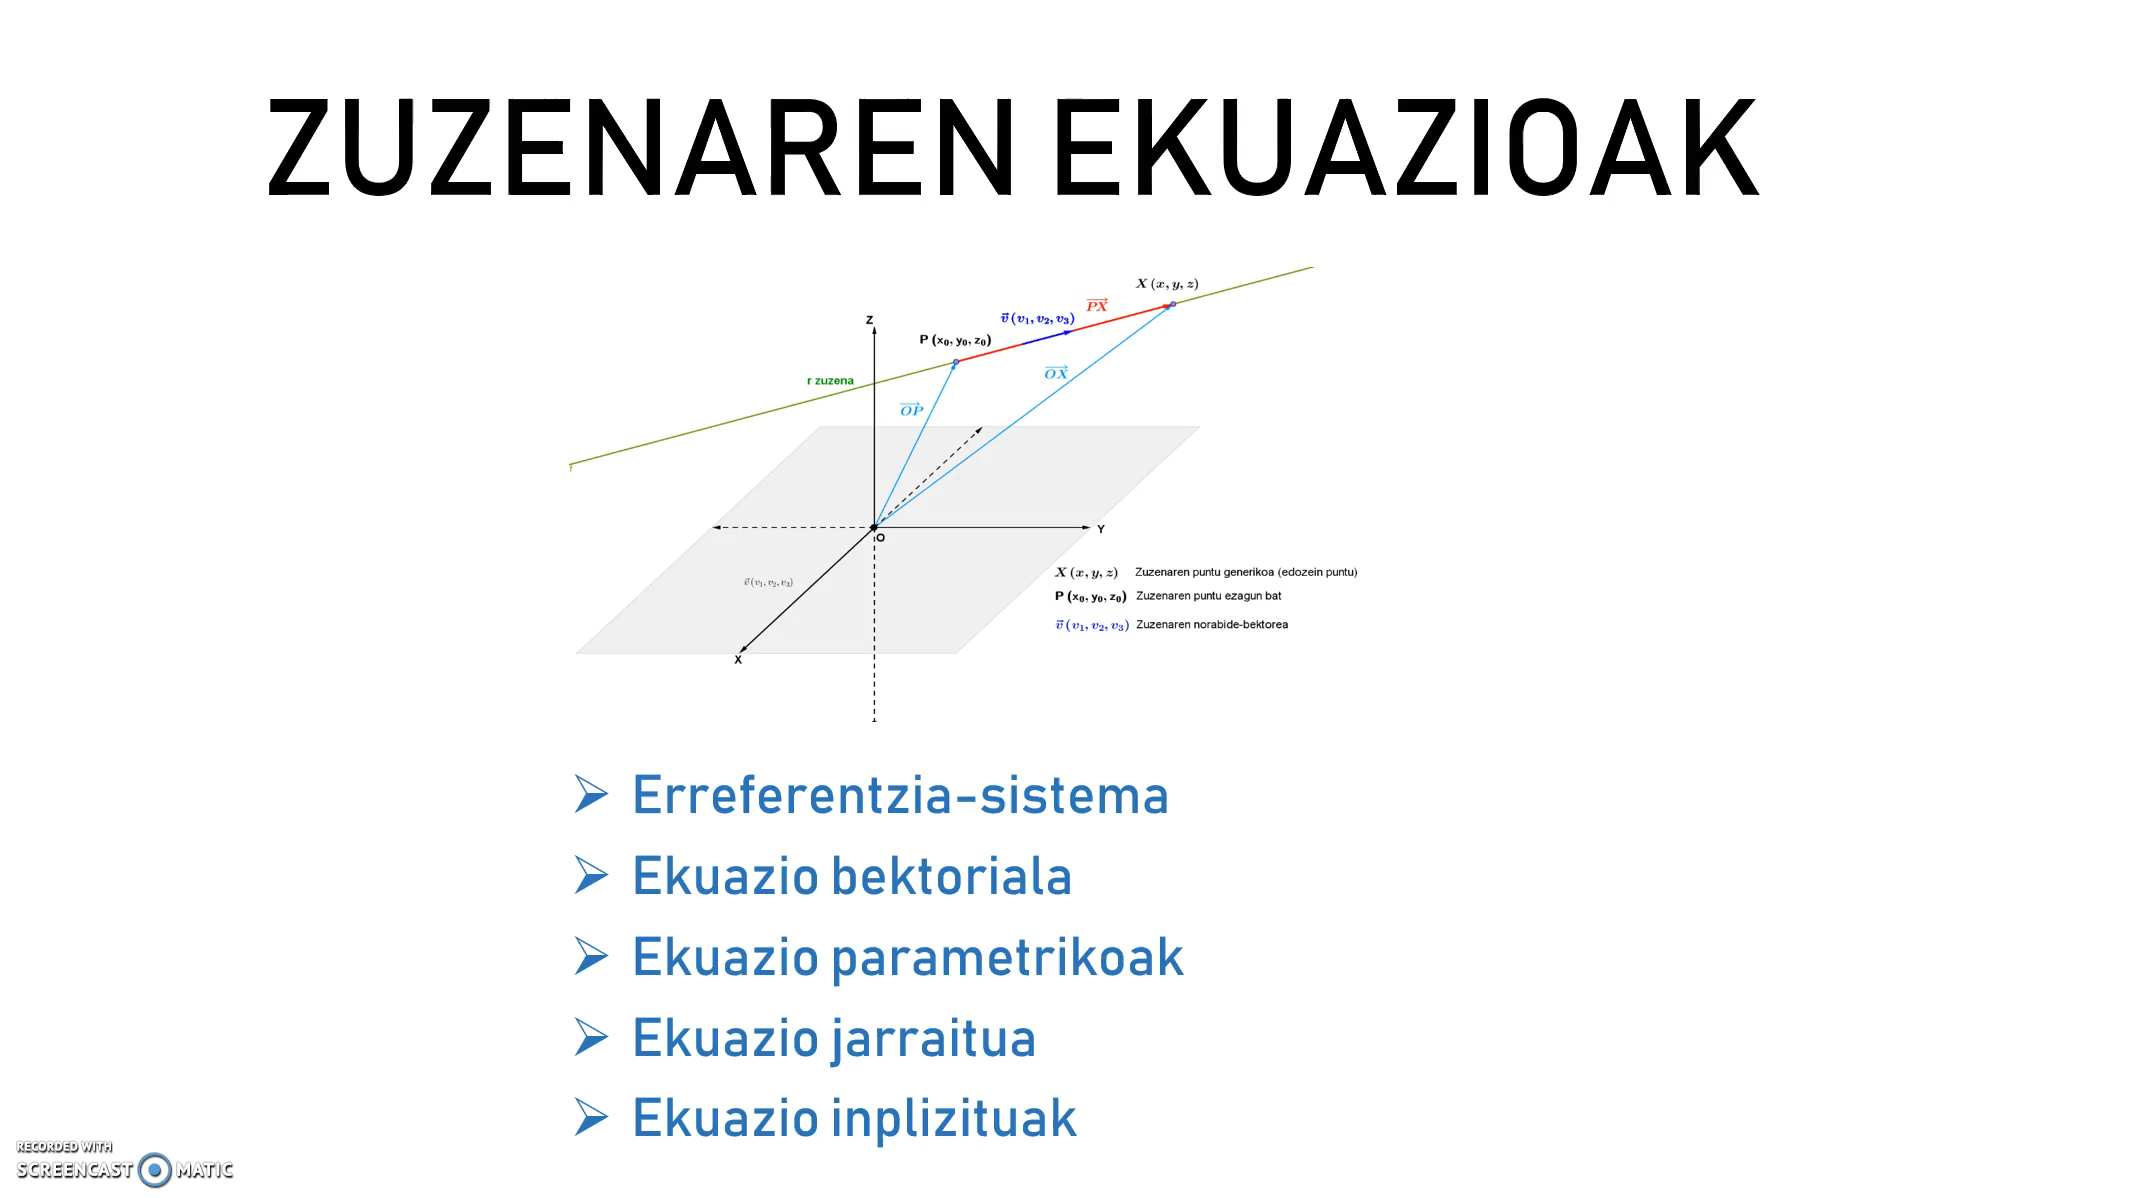 ZUZENAREN EKUAZIOAK
X (x, y, z)
PX
v⃗ (v₁, v₂, v₃)
Z
P (x₀, y₀, z₀)
OX
r zuzena
OP
r
Y
O
v⃗ (v₁, v₂, v₃)
X (x, y, z) Zuzenaren puntu generikoa (edozein puntu)
P (x₀, y₀, z₀) Zuzenaren puntu ezagun bat
v⃗ (v₁, v₂, v₃) Zuzenaren norabide-bektorea
X
Erreferentzia-sistema
Ekuazio bektoriala
Ekuazio parametrikoak
Ekuazio jarraitua
Ekuazio inplizituak
RECORDED WITH
SCREENCAST MATIC